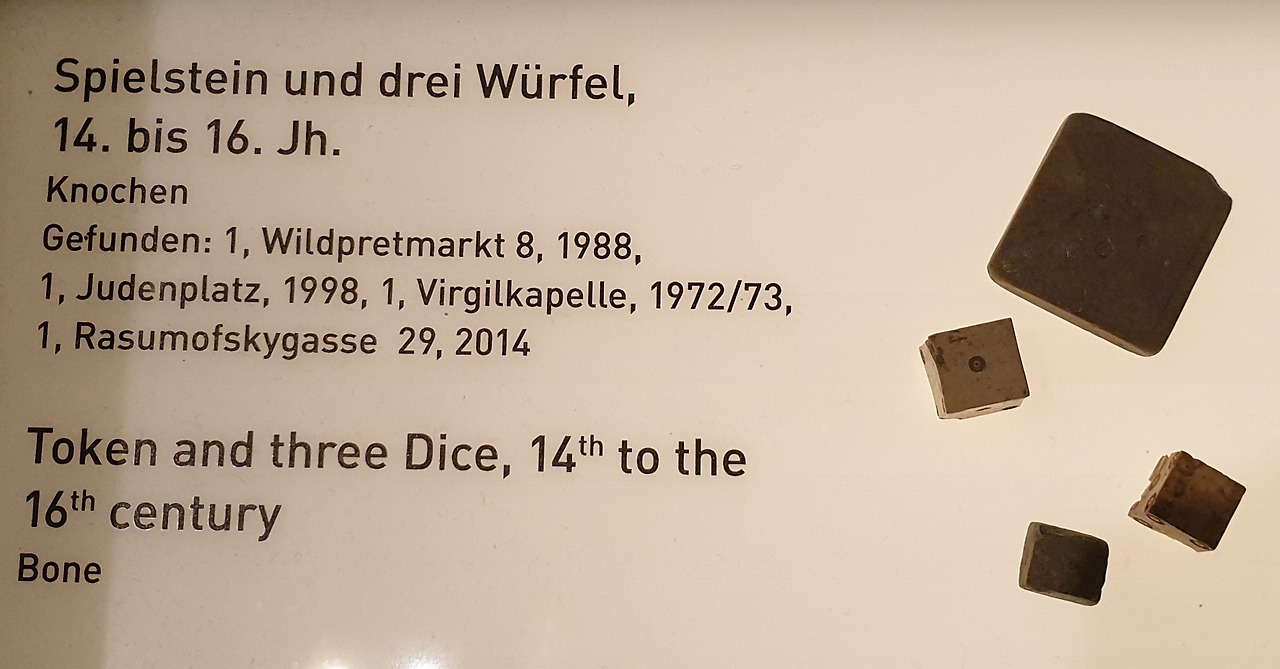 Spielstein und drei Würfel,
14. bis 16. Jh.
Knochen
Gefunden: 1, Wildpretmarkt 8, 1988,
1, Judenplatz, 1998, 1, Virgilkapelle, 1972/73,
1, Rasumofskygasse 29, 2014
Token and three Dice, 14th to the
16th century
Bone